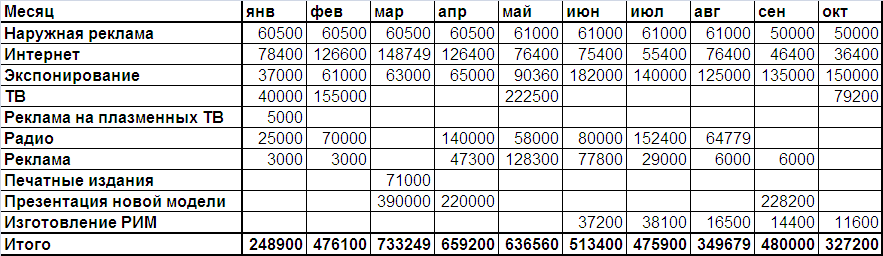 Месяц янв фев мар апр май июн июл авг сен окт
Наружная реклама 60500 60500 60500 60500 61000 61000 61000 61000 50000 50000
Интернет 78400 126600 148749 126400 76400 75400 55400 76400 46400 36400
Экспонирование 37000 61000 63000 65000 90360 182000 140000 125000 135000 150000
ТВ 40000 155000 222500 79200
Реклама на плазменных ТВ 5000
Радио 25000 70000 140000 58000 80000 152400 64779
Реклама 3000 3000 47300 128300 77800 29000 6000 6000
Печатные издания 71000
Презентация новой модели 390000 220000 228200
Изготовление РИМ 37200 38100 16500 14400 11600
Итого 248900 476100 733249 659200 636560 513400 475900 349679 480000 327200